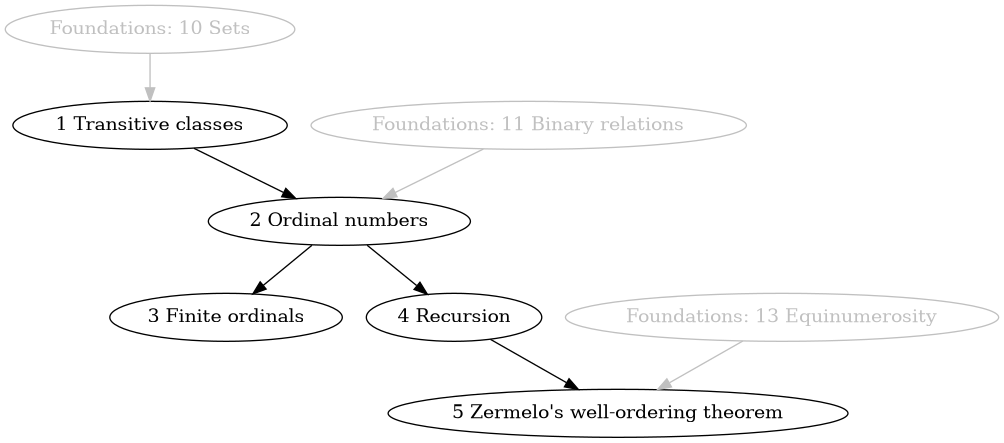 Foundations: 10 Sets
1 Transitive classes
Foundations: 11 Binary relations
2 Ordinal numbers
3 Finite ordinals
4 Recursion
Foundations: 13 Equinumerosity
5 Zermelo's well-ordering theorem